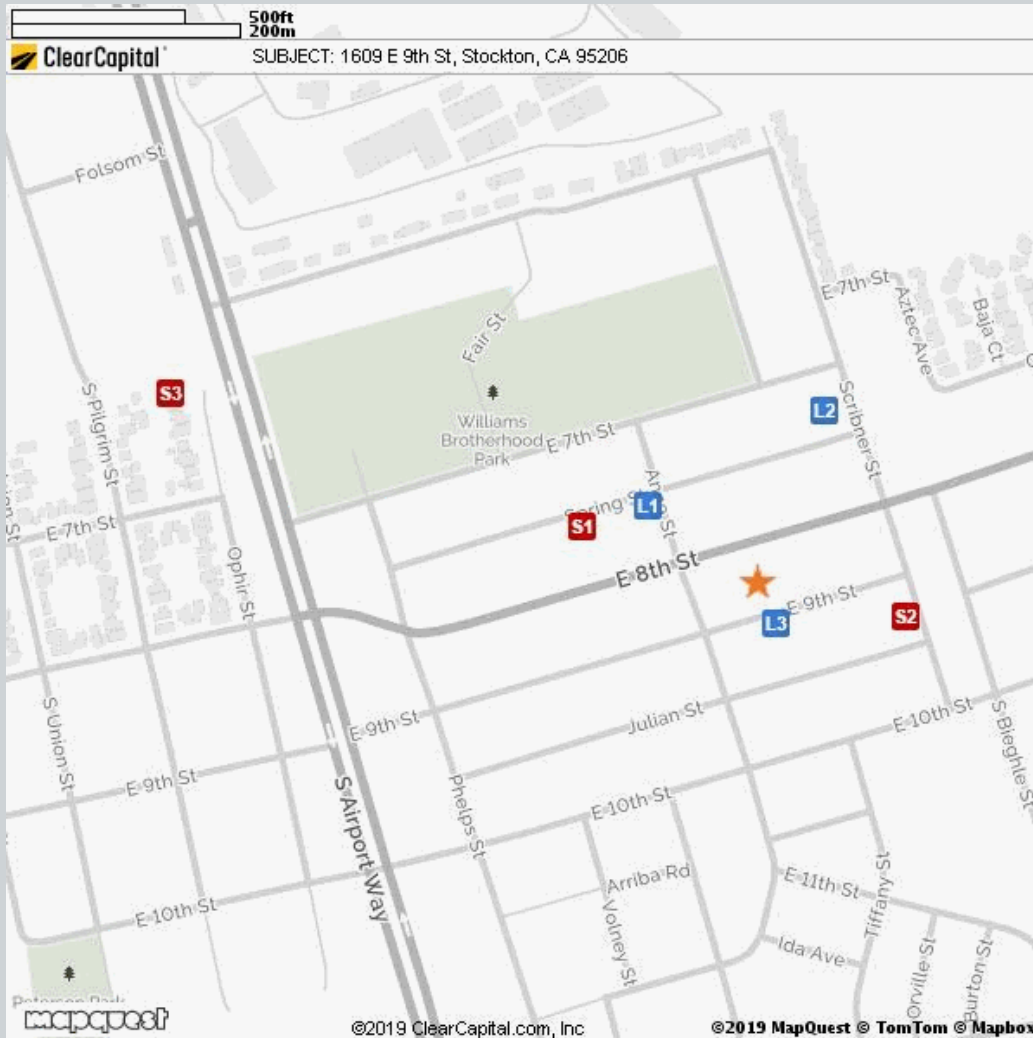 500ft
200m
ClearCapital
SUBJECT: 1609 E 9th St, Stockton, CA 95206
Folsom St
E 7th St
Aztec Ave
Baja Ct
Fair St
S3
S Pilgrim St
Williams
Brotherhood
Park
E 7th St
L2
Scribner St
Spring St
L1
S1
E 7th St
E 8th St
Ophir St
E 9th St
L3
S2
S Union St
E 9th St
Julian St
E 10th St
S Bieghle St
E 9th St
S Airport Way
Phelps St
E 10th St
Arriba Rd
Volney St
E 11th St
Tiffany St
E 10th St
Ida Ave
Orville St
Burton St
Peterson Park
mapquest
©2019 ClearCapital.com, Inc
©2019 MapQuest © TomTom © Mapbox